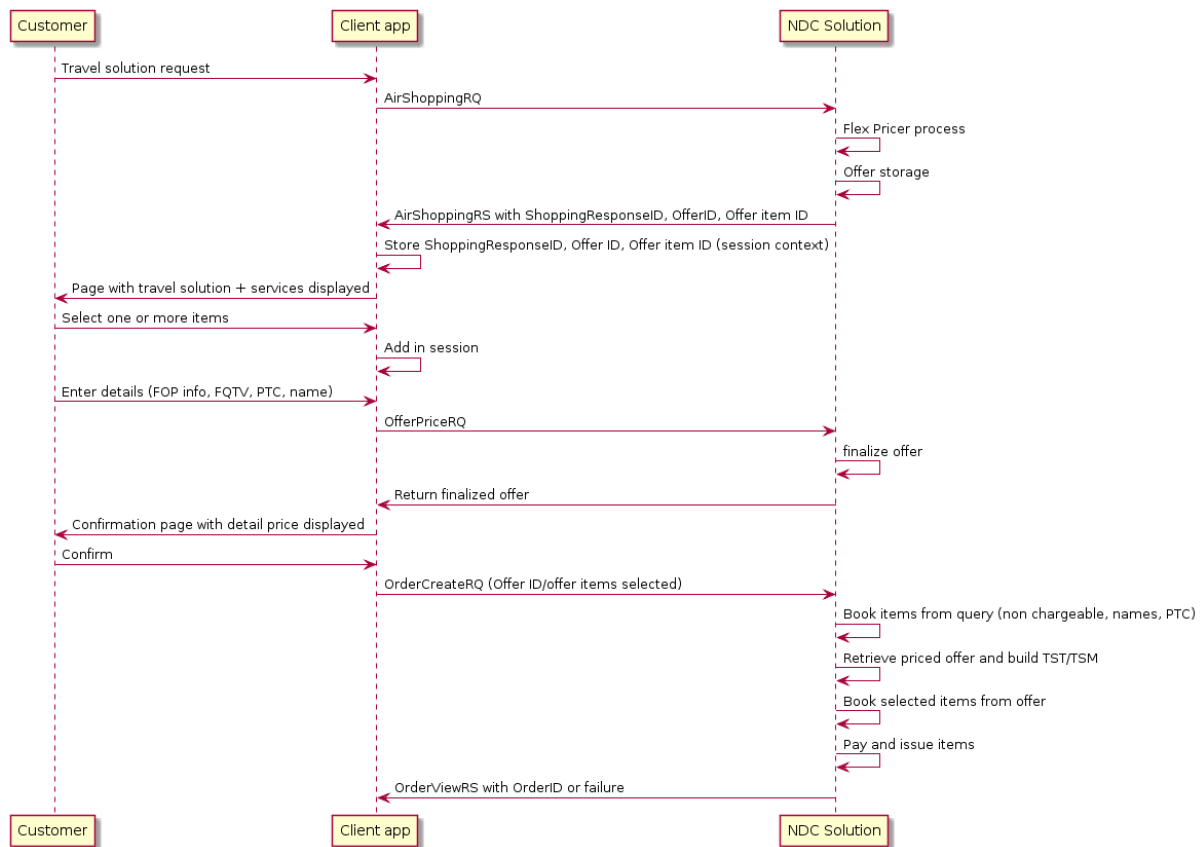 Customer
Client app
NDC Solution
Travel solution request
AirShoppingRQ
Flex Pricer process
Offer storage
AirShoppingRS with ShoppingResponseID, OfferID, Offer item ID
Store ShoppingResponseID, Offer ID, Offer item ID (session context)
Page with travel solution + services displayed
Select one or more items
Add in session
Enter details (FOP info, FQTV, PTC, name)
OfferPriceRQ
finalize offer
Return finalized offer
Confirmation page with detail price displayed
Confirm
OrderCreateRQ (Offer ID/offer items selected)
Book items from query (non chargeable, names, PTC)
Retrieve priced offer and build TST/TSM
Book selected items from offer
Pay and issue items
OrderViewRS with OrderID or failure
Customer
Client app
NDC Solution